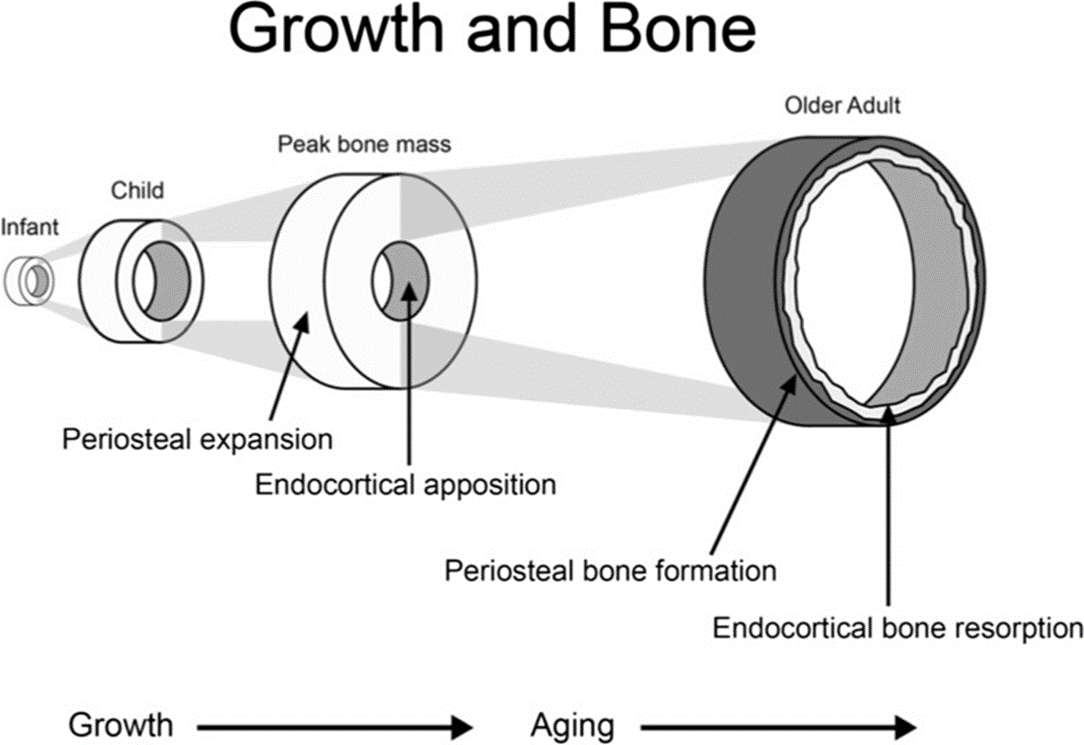 Growth and Bone
Older Adult
Peak bone mass
Child
Infant
Periosteal expansion
Endocortical apposition
Periosteal bone formation
Endocortical bone resorption
Growth
Aging